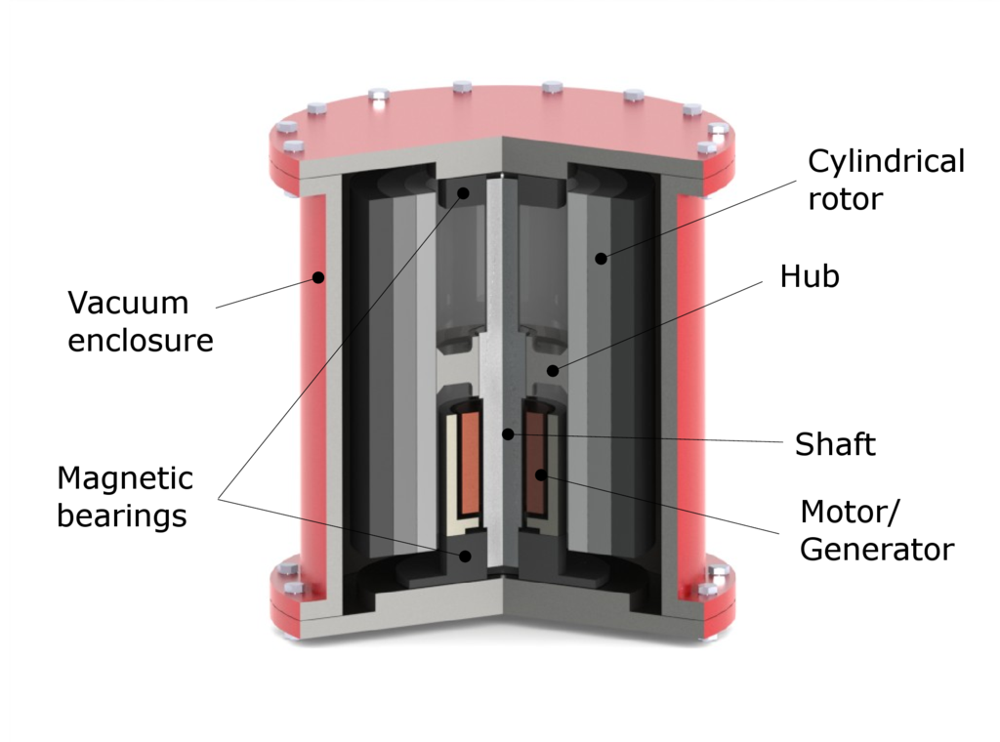 Cylindrical
rotor
Hub
Vacuum
enclosure
Shaft
Magnetic
bearings
Motor/
Generator